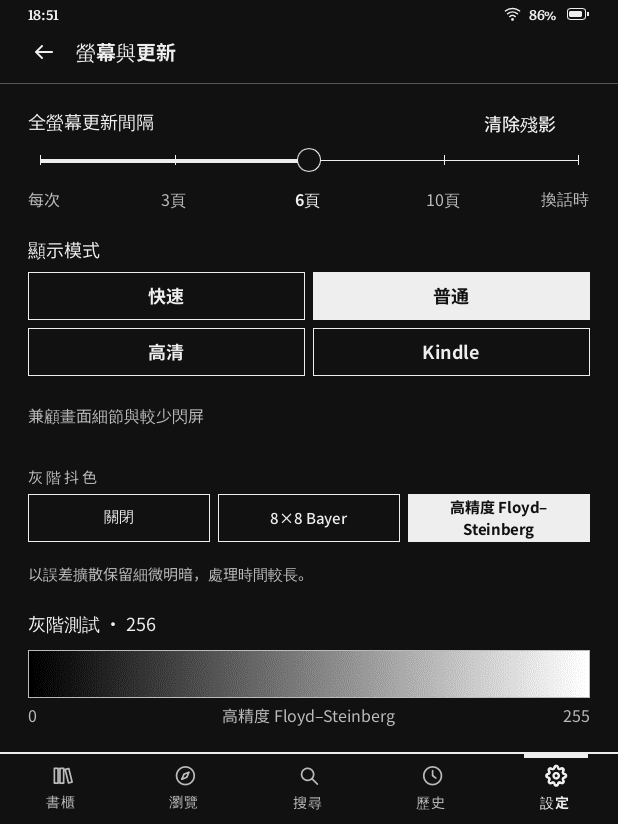 18:51 86%
螢幕與更新
全螢幕更新間隔 清除殘影
每次 3頁 6頁 10頁 換話時
顯示模式
快速 普通
高清 Kindle
兼顧畫面細節與較少閃屏
灰階抖色
關閉 8×8 Bayer 高精度 Floyd–
Steinberg
以誤差擴散保留細微明暗，處理時間較長。
灰階測試 · 256
0 高精度 Floyd–Steinberg 255
書櫃 瀏覽 搜尋 歷史 設定